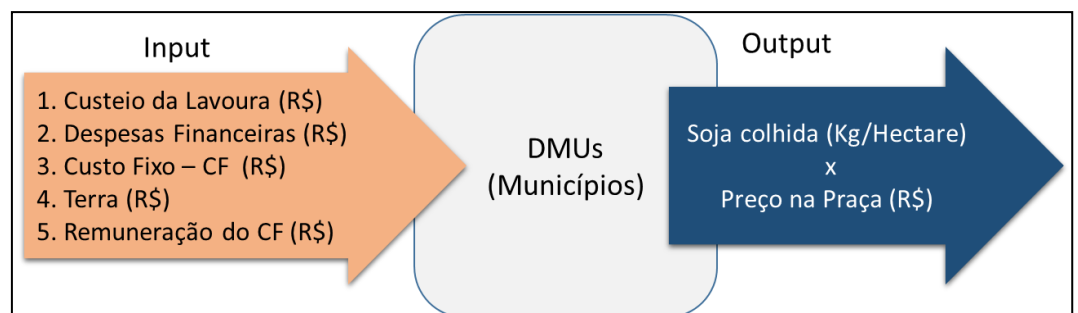 Input
1. Custeio da Lavoura (R$)
2. Despesas Financeiras (R$)
3. Custo Fixo – CF (R$)
4. Terra (R$)
5. Remuneração do CF (R$)
DMUs
(Municípios)
Output
Soja colhida (Kg/Hectare)
x
Preço na Praça (R$)